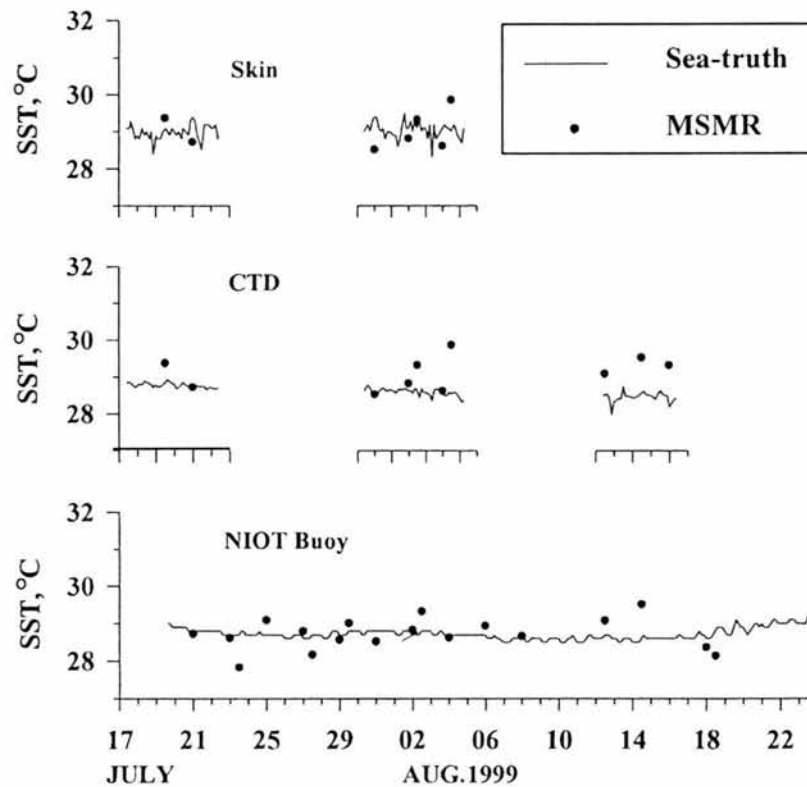 32
Skin
Sea-truth
30
MSMR
28
SST, °C
32
CTD
30
28
SST, °C
32
NIOT Buoy
30
28
SST, °C
17 21 25 29 02 06 10 14 18 22
JULY AUG.1999